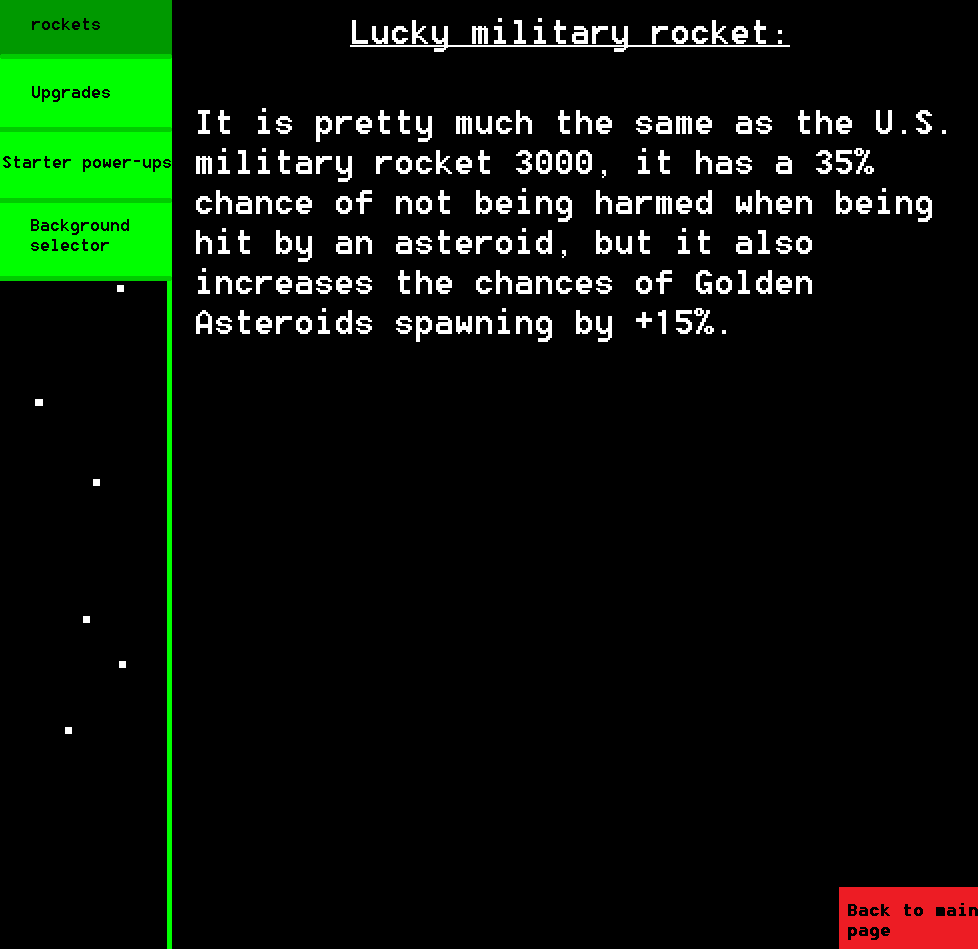 rockets
Upgrades
Starter power-ups
Background
selector
Lucky military rocket:
It is pretty much the same as the U.S.
military rocket 3000, it has a 35%
chance of not being harmed when being
hit by an asteroid, but it also
increases the chances of Golden
Asteroids spawning by +15%.
Back to main
page